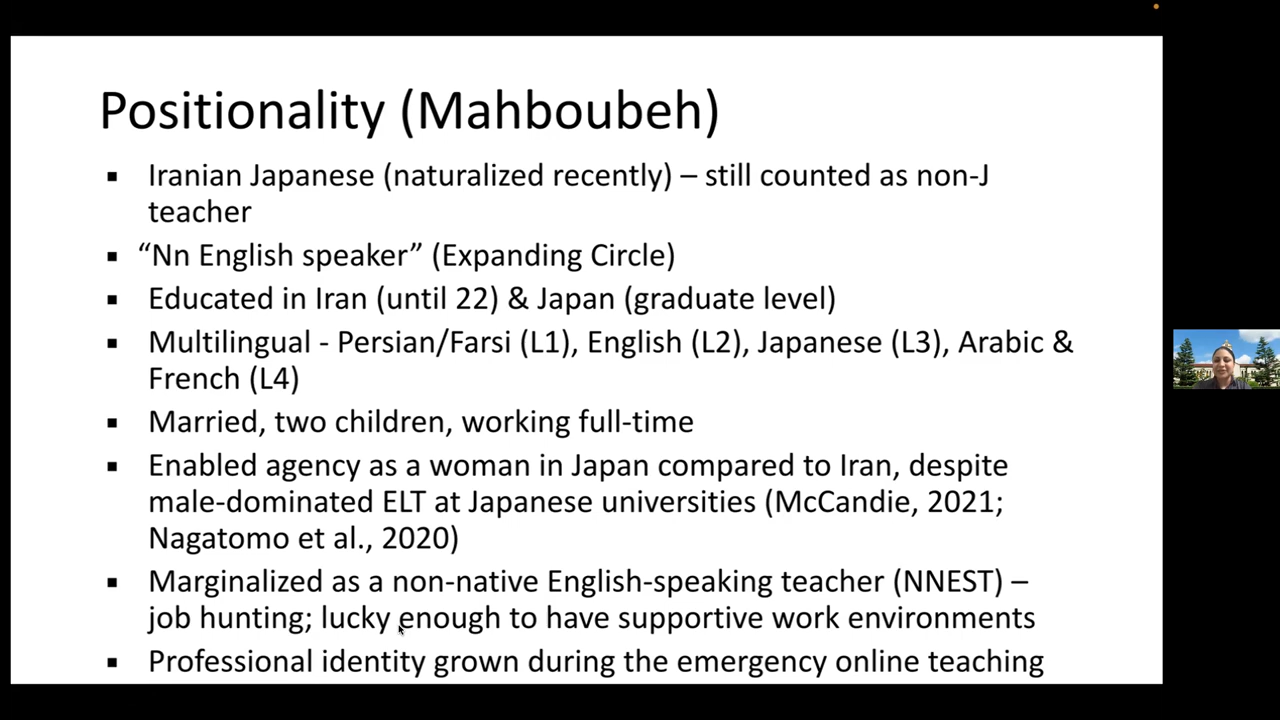 Positionality (Mahboubeh)
▪ Iranian Japanese (naturalized recently) – still counted as non-J
teacher
▪ “Nn English speaker” (Expanding Circle)
▪ Educated in Iran (until 22) & Japan (graduate level)
▪ Multilingual - Persian/Farsi (L1), English (L2), Japanese (L3), Arabic &
French (L4)
▪ Married, two children, working full-time
▪ Enabled agency as a woman in Japan compared to Iran, despite
male-dominated ELT at Japanese universities (McCandie, 2021;
Nagatomo et al., 2020)
▪ Marginalized as a non-native English-speaking teacher (NNEST) –
job hunting; lucky enough to have supportive work environments
▪ Professional identity grown during the emergency online teaching